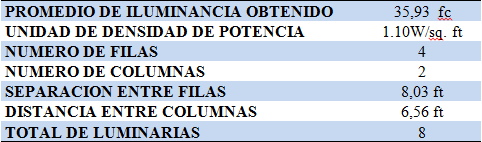 PROMEDIO DE ILUMINANCIA OBTENIDO 35,93 fc
UNIDAD DE DENSIDAD DE POTENCIA 1.10W/sq. ft
NUMERO DE FILAS 4
NUMERO DE COLUMNAS 2
SEPARACION ENTRE FILAS 8,03 ft
DISTANCIA ENTRE COLUMNAS 6,56 ft
TOTAL DE LUMINARIAS 8